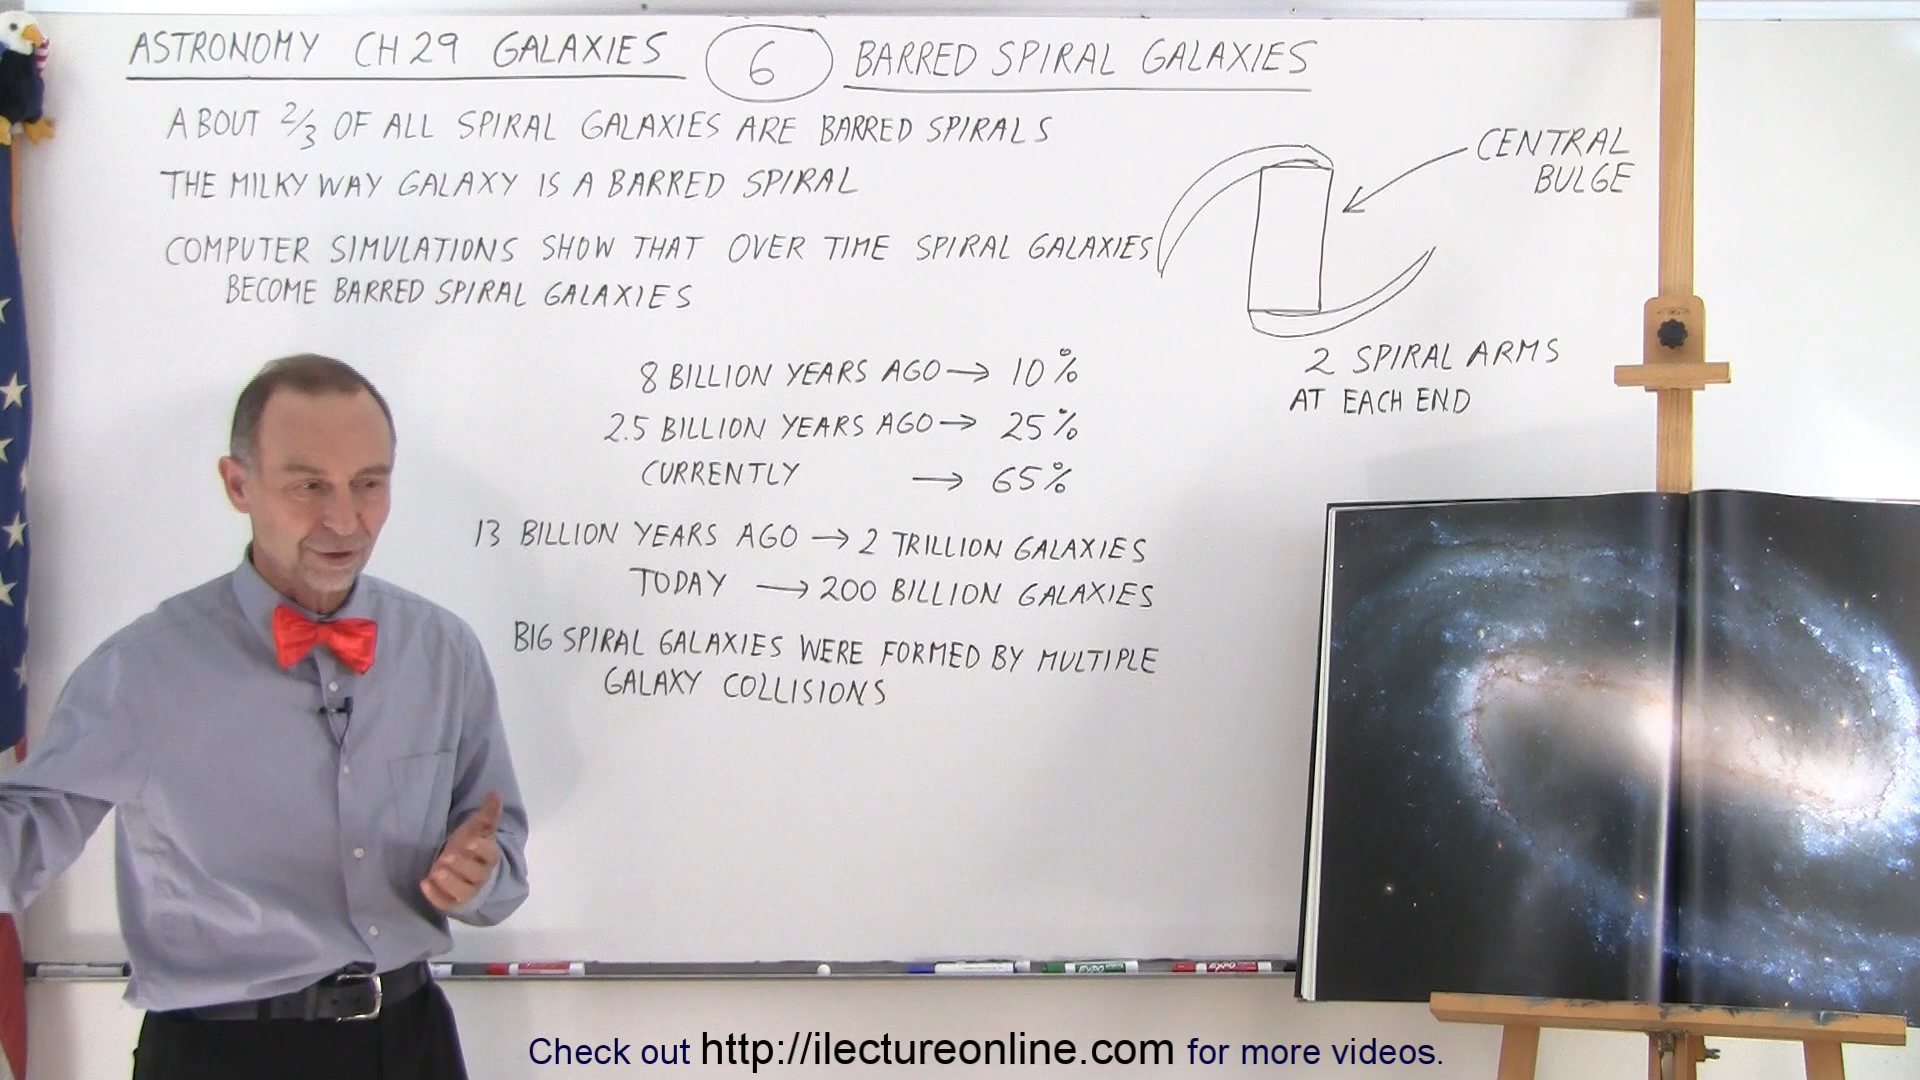 ASTRONOMY CH 29 GALAXIES 6 BARRED SPIRAL GALAXIES
ABOUT 2/3 OF ALL SPIRAL GALAXIES ARE BARRED SPIRALS
THE MILKY WAY GALAXY IS A BARRED SPIRAL
COMPUTER SIMULATIONS SHOW THAT OVER TIME SPIRAL GALAXIES
BECOME BARRED SPIRAL GALAXIES
CENTRAL
BULGE
2 SPIRAL ARMS
AT EACH END
8 BILLION YEARS AGO → 10%
2.5 BILLION YEARS AGO → 25%
CURRENTLY → 65%
13 BILLION YEARS AGO → 2 TRILLION GALAXIES
TODAY → 200 BILLION GALAXIES
BIG SPIRAL GALAXIES WERE FORMED BY MULTIPLE
GALAXY COLLISIONS
Check out http://ilectureonline.com for more videos.